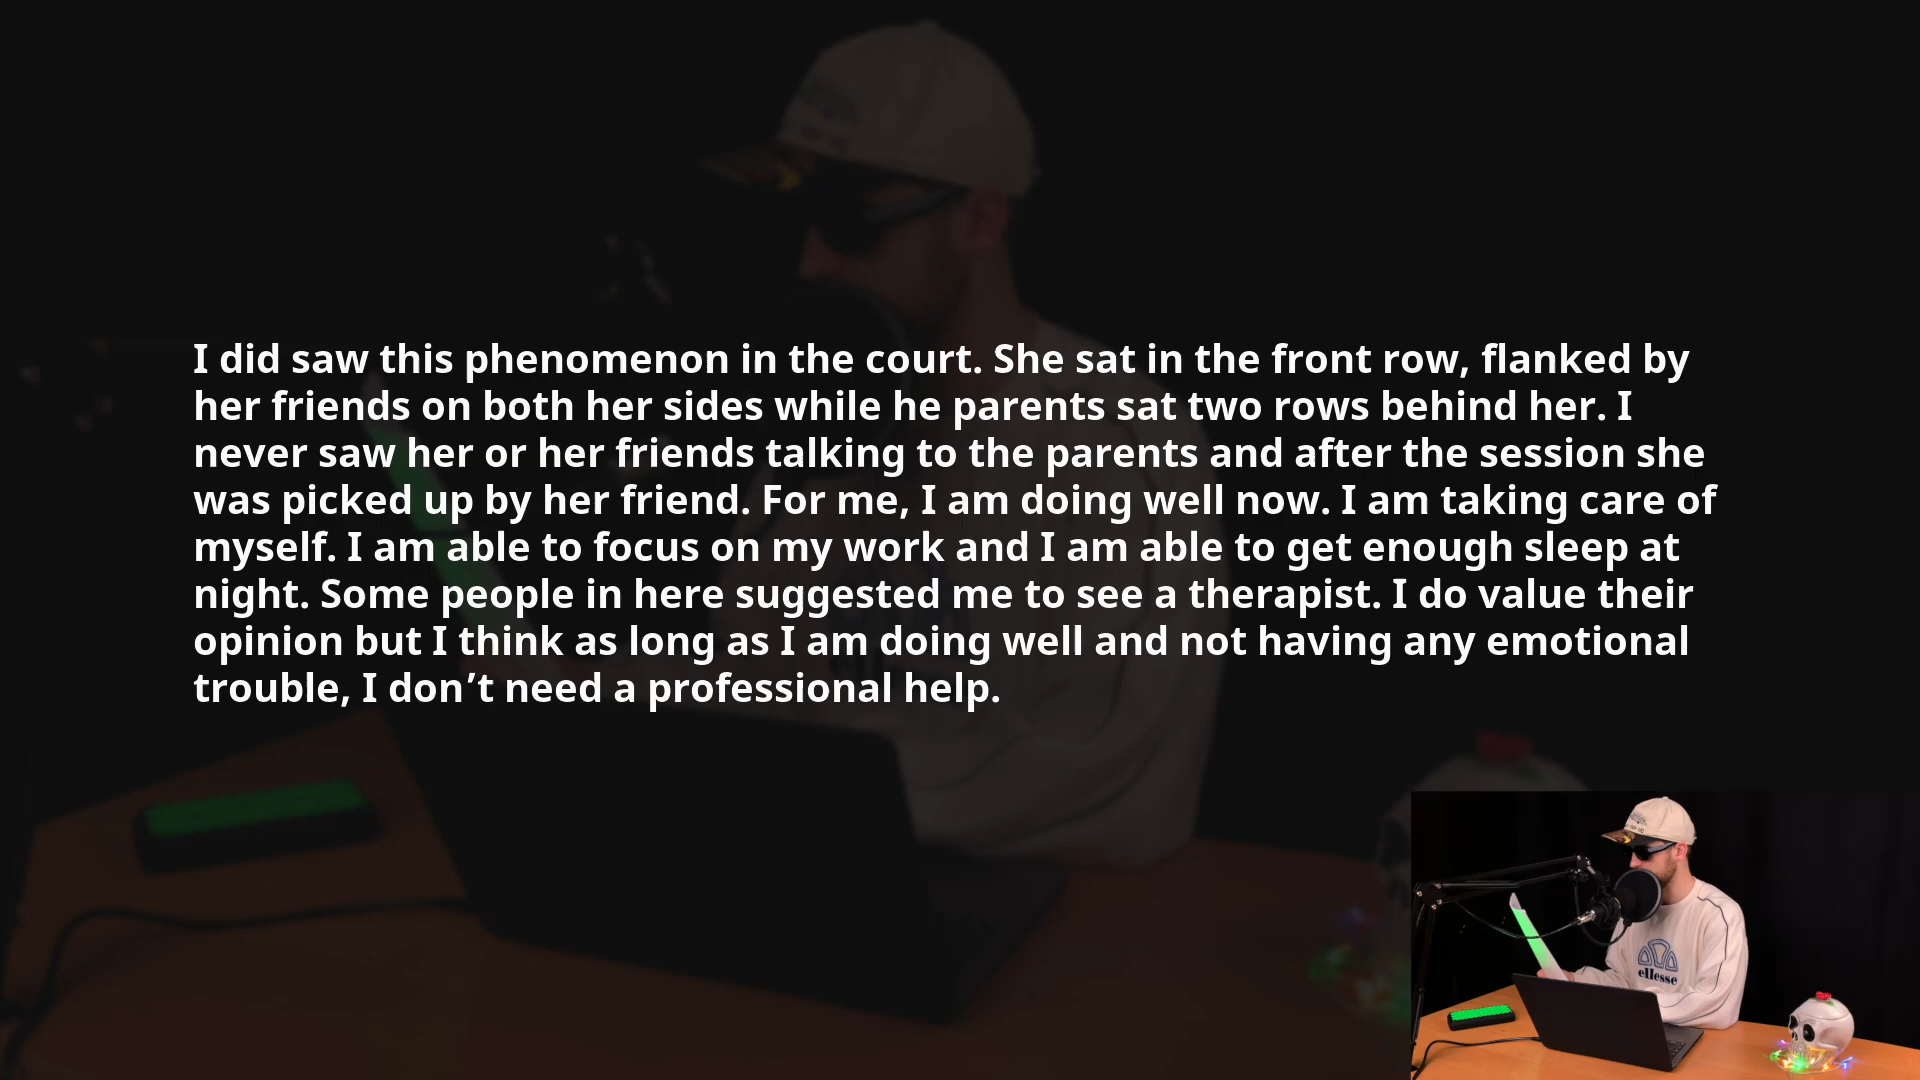 I did saw this phenomenon in the court. She sat in the front row, flanked by
her friends on both her sides while he parents sat two rows behind her. I
never saw her or her friends talking to the parents and after the session she
was picked up by her friend. For me, I am doing well now. I am taking care of
myself. I am able to focus on my work and I am able to get enough sleep at
night. Some people in here suggested me to see a therapist. I do value their
opinion but I think as long as I am doing well and not having any emotional
trouble, I don’t need a professional help.
ellesse